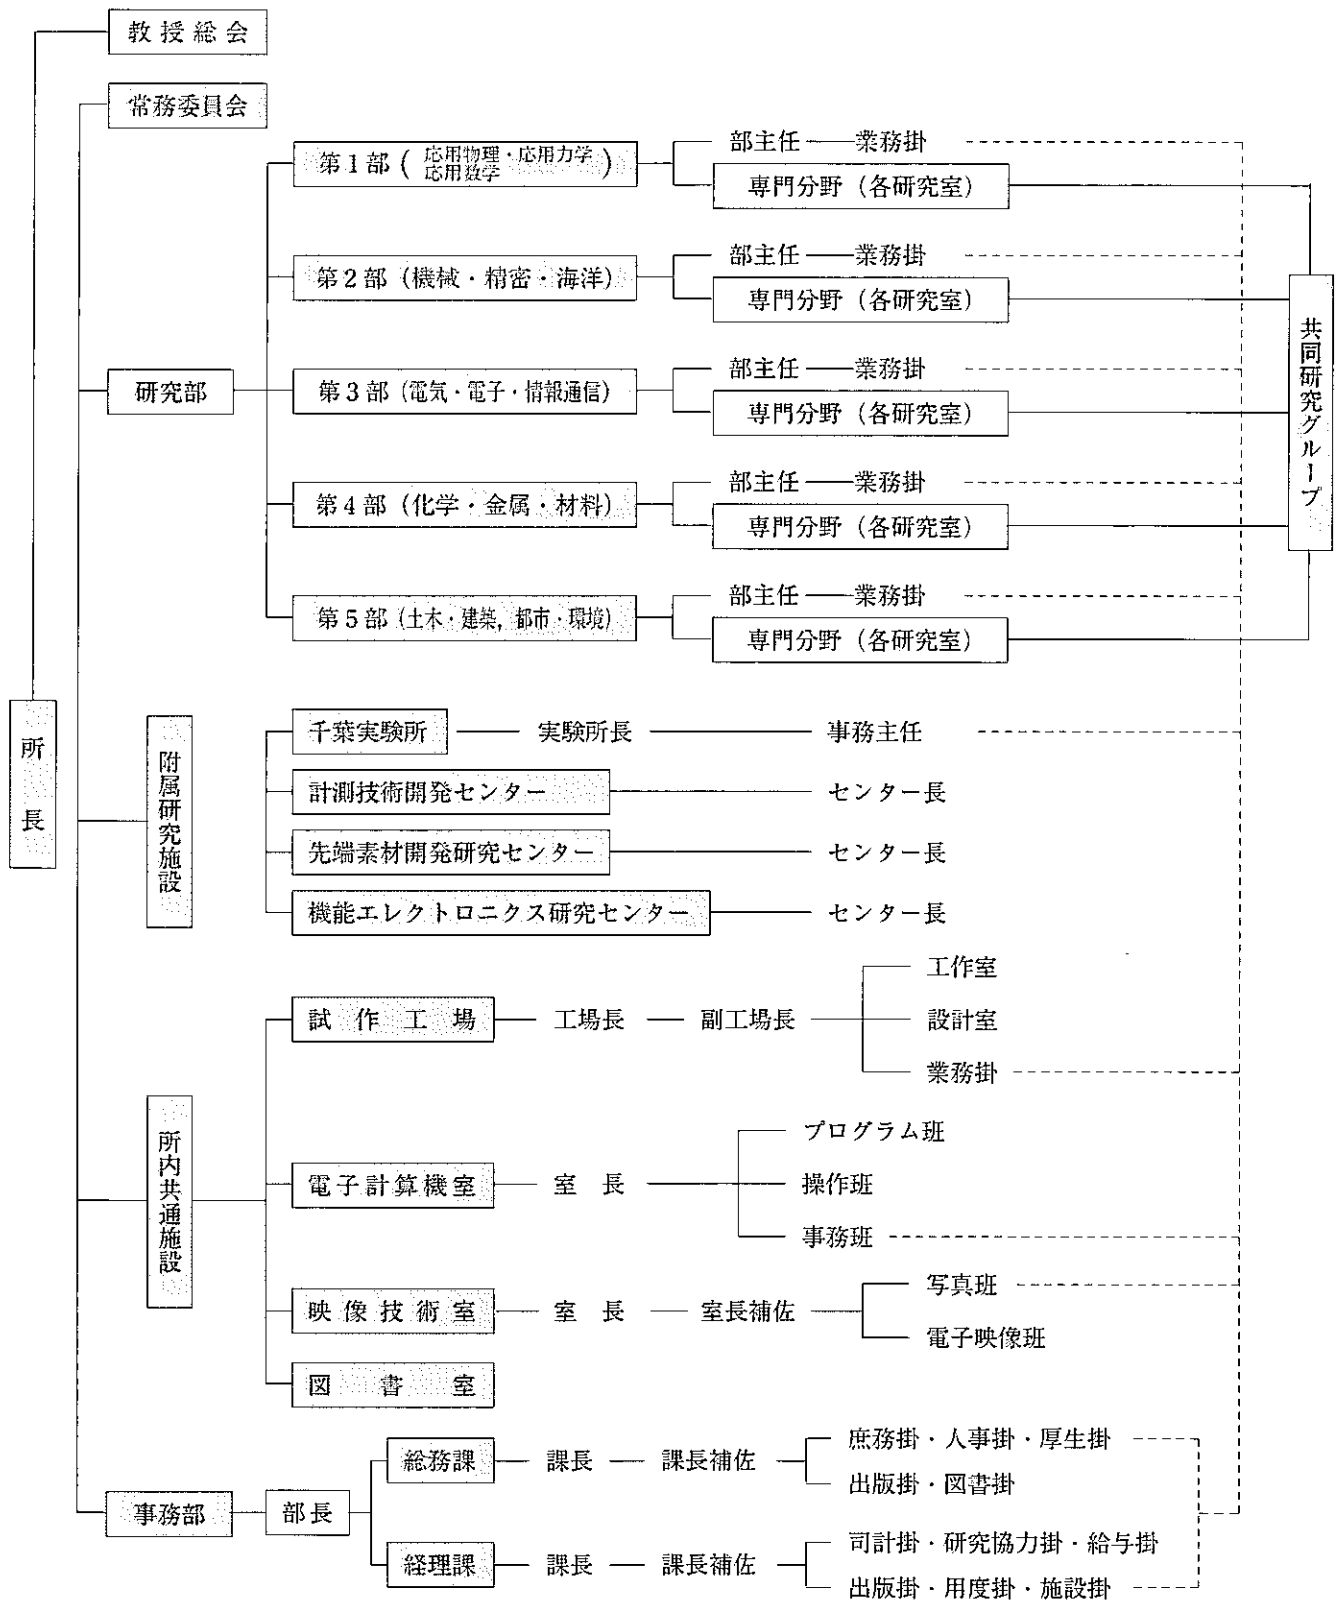 教授総会
常務委員会
第1部(応用物理・応用力学
応用数学)
部主任
業務掛
専門分野(各研究室)
第2部(機械・精密・海洋)
部主任
業務掛
専門分野(各研究室)
研究部
第3部(電気・電子・情報通信)
部主任
業務掛
専門分野(各研究室)
第4部(化学・金属・材料)
部主任
業務掛
専門分野(各研究室)
第5部(土木・建築,都市・環境)
部主任
業務掛
専門分野(各研究室)
共同研究グループ
所長
附属研究施設
千葉実験所
実験所長
事務主任
計測技術開発センター
センター長
先端素材開発研究センター
センター長
機能エレクトロニクス研究センター
センター長
所内共通施設
試作工場
工場長
副工場長
工作室
設計室
業務掛
電子計算機室
室長
プログラム班
操作班
事務班
映像技術室
室長
室長補佐
写真班
電子映像班
図書室
事務部
部長
総務課
課長
課長補佐
庶務掛・人事掛・厚生掛
出版掛・図書掛
経理課
課長
課長補佐
司計掛・研究協力掛・給与掛
出版掛・用度掛・施設掛